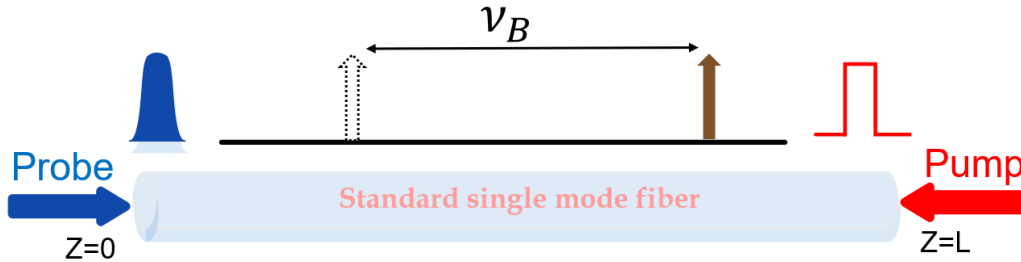 𝜈_B
Probe
Pump
Standard single mode fiber
Z=0
Z=L